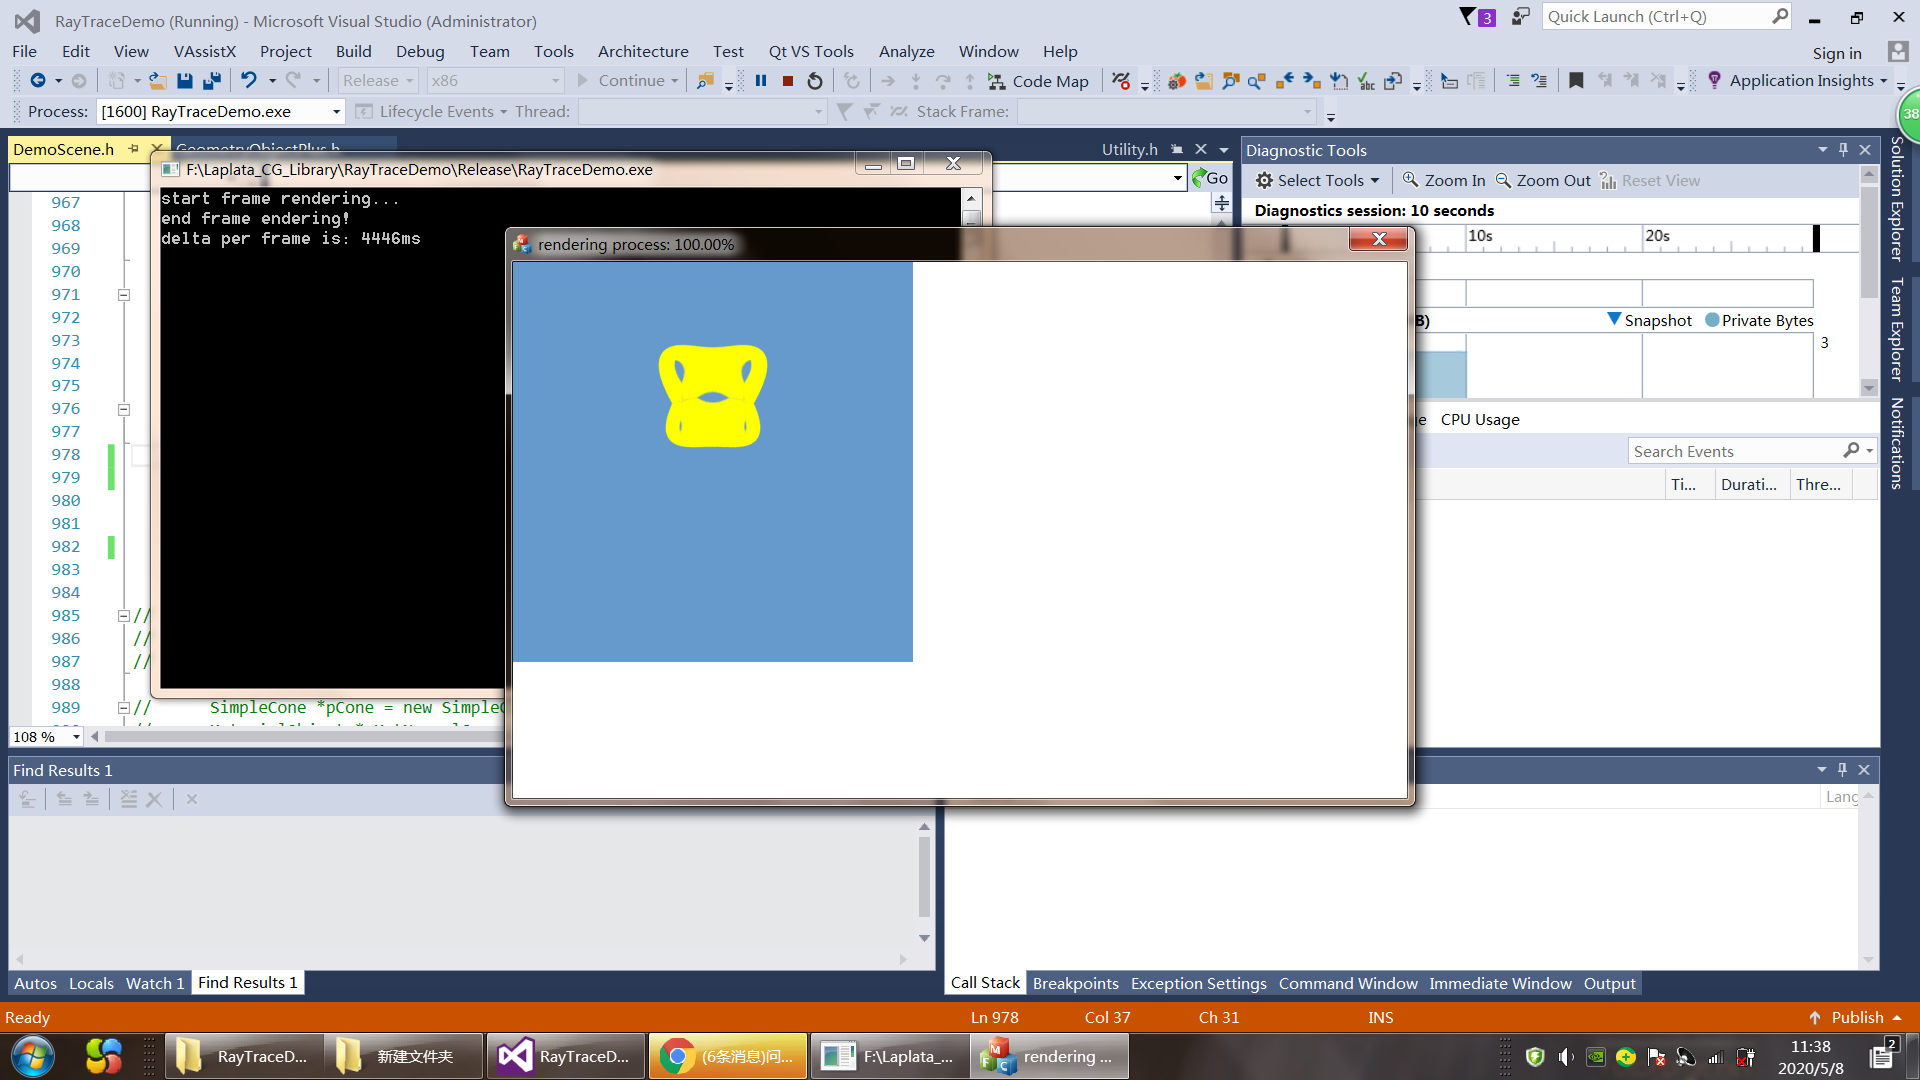 RayTraceDemo (Running) - Microsoft Visual Studio (Administrator)
3
Quick Launch (Ctrl+Q)
File Edit View VAssistX Project Build Debug Team Tools Architecture Test Qt VS Tools Analyze Window Help
Sign in
Release x86 Continue Code Map Application Insights
Process: [1600] RayTraceDemo.exe Lifecycle Events Thread: Stack Frame:
38
DemoScene.h GeometryObjectPlus.h Utility.h Diagnostic Tools
F:\Laplata_CG_Library\RayTraceDemo\Release\RayTraceDemo.exe
Go
Select Tools Zoom In Zoom Out Reset View
start frame rendering...
end frame endering!
delta per frame is: 4446ms
Diagnostics session: 10 seconds
10s 20s
rendering process: 100.00%
B) Snapshot Private Bytes
3
CPU Usage
Search Events
Ti... Durati... Thre...
Solution Explorer
Team Explorer
Notifications
967
968
969
970
971
972
973
974
975
976
977
978
979
980
981
982
983
984
985 //
986 //
987 //
988
989 // SimpleCone *pCone = new SimpleC
108 %
Find Results 1
Lang
Autos Locals Watch 1 Find Results 1
Call Stack Breakpoints Exception Settings Command Window Immediate Window Output
Ready Ln 978 Col 37 Ch 31 INS Publish
RayTraceD... 新建文件夹 RayTraceD... (6条消息)问... F:\Laplata_... rendering ...
11:38
2020/5/8
2